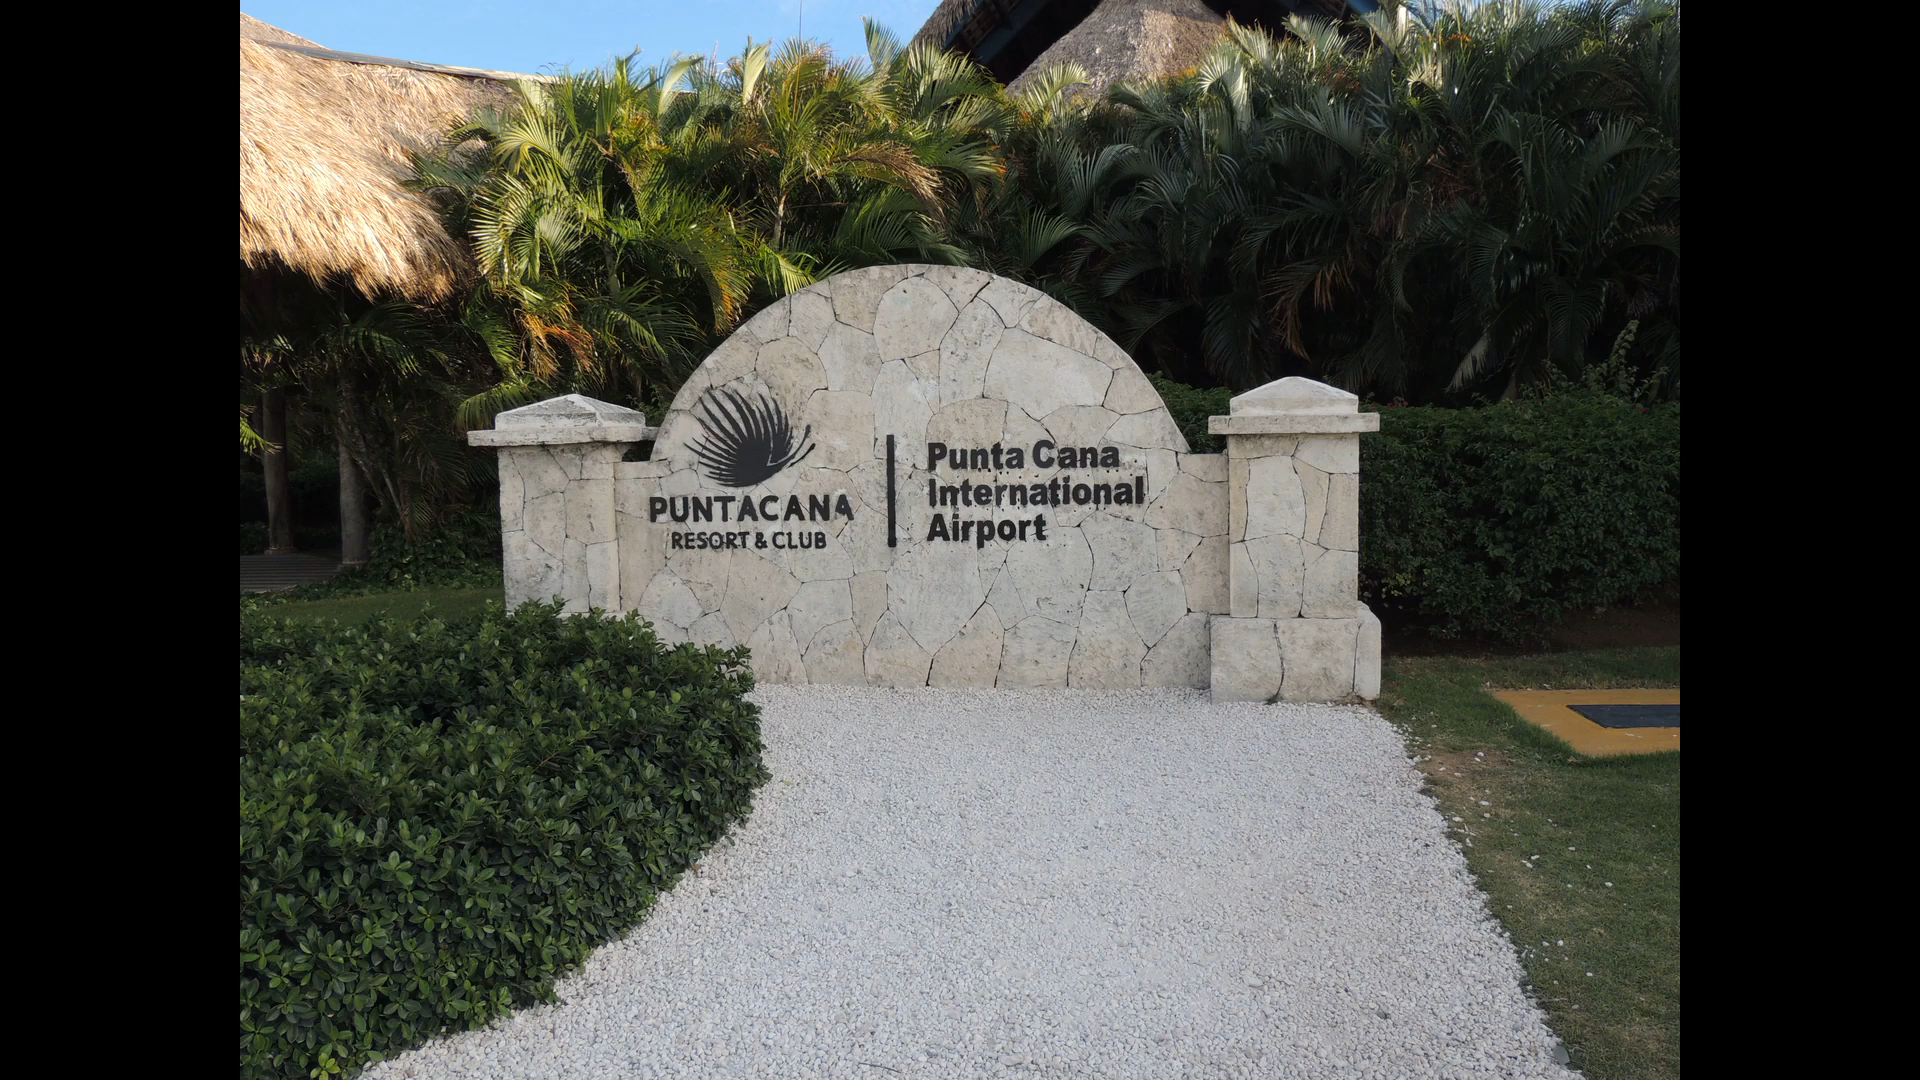 PUNTACANA
RESORT & CLUB
Punta Cana
International
Airport